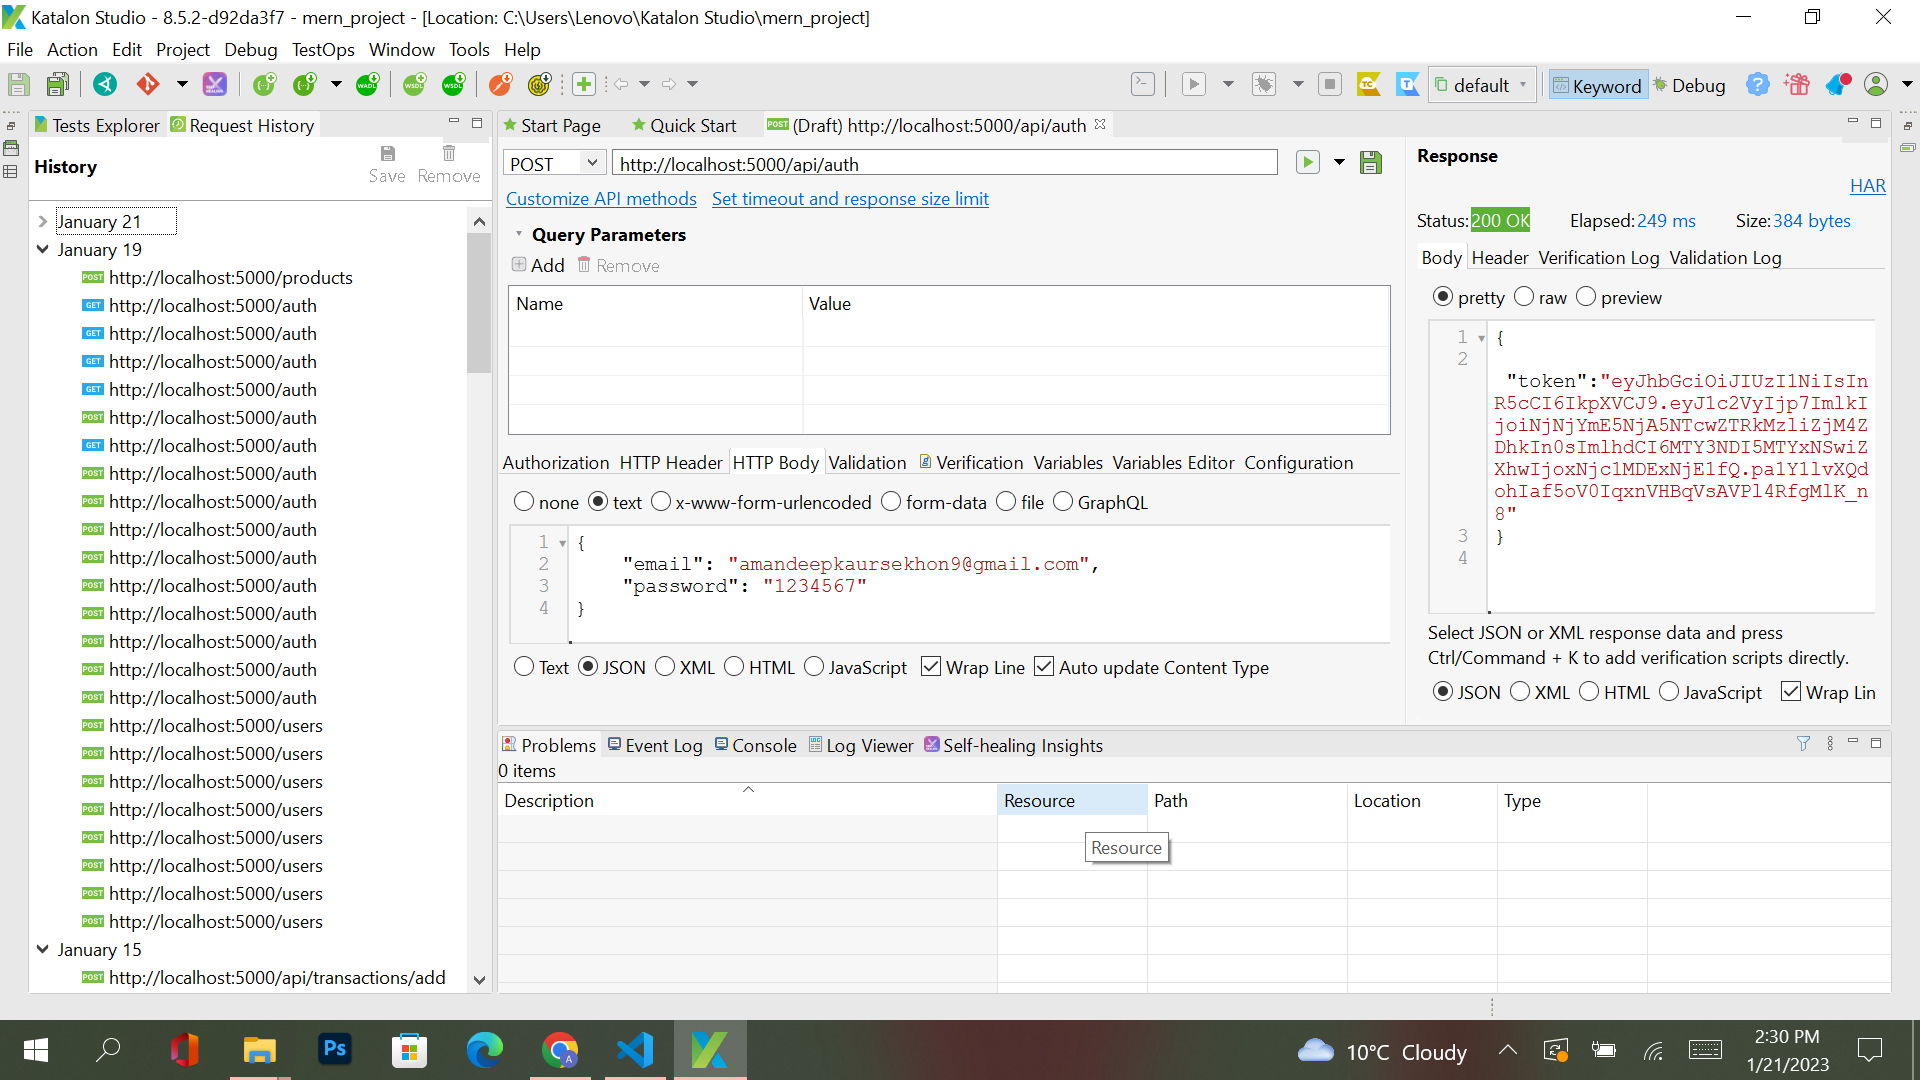 Katalon Studio - 8.5.2-d92da3f7 - mern_project - [Location: C:\Users\Lenovo\Katalon Studio\mern_project]
File Action Edit Project Debug TestOps Window Tools Help
default Keyword Debug
Tests Explorer Request History
History
Save Remove
January 21
January 19
POST http://localhost:5000/products
GET http://localhost:5000/auth
GET http://localhost:5000/auth
GET http://localhost:5000/auth
GET http://localhost:5000/auth
POST http://localhost:5000/auth
GET http://localhost:5000/auth
POST http://localhost:5000/auth
POST http://localhost:5000/auth
POST http://localhost:5000/auth
POST http://localhost:5000/auth
POST http://localhost:5000/auth
POST http://localhost:5000/auth
POST http://localhost:5000/auth
POST http://localhost:5000/auth
POST http://localhost:5000/auth
POST http://localhost:5000/users
POST http://localhost:5000/users
POST http://localhost:5000/users
POST http://localhost:5000/users
POST http://localhost:5000/users
POST http://localhost:5000/users
POST http://localhost:5000/users
POST http://localhost:5000/users
January 15
POST http://localhost:5000/api/transactions/add
Start Page Quick Start POST (Draft) http://localhost:5000/api/auth
POST http://localhost:5000/api/auth
Customize API methods Set timeout and response size limit
Query Parameters
Add Remove
Name Value
Authorization HTTP Header HTTP Body Validation Verification Variables Variables Editor Configuration
none text x-www-form-urlencoded form-data file GraphQL
1 {
2 "email": "amandeepkaursekhon9@gmail.com",
3 "password": "1234567"
4 }
Text JSON XML HTML JavaScript Wrap Line Auto update Content Type
Response
HAR
Status: 200 OK Elapsed: 249 ms Size: 384 bytes
Body Header Verification Log Validation Log
pretty raw preview
1 {
2
"token":"eyJhbGciOiJIUzI1NiIsIn
R5cCI6IkpXVCJ9.eyJ1c2VyIjp7ImlkI
joiNjNjYmE5NjA5NTcwZTRkMzliZjM4Z
DhkIn0sImlhdCI6MTY3NDI5MTYxNSwiZ
XhwIjoxNjc1MDExNjE1fQ.pa1Y1lvXQd
ohIaf5oV0IqxnVHBqVsAVPl4RfgMlK_n
8"
3 }
4
Select JSON or XML response data and press
Ctrl/Command + K to add verification scripts directly.
JSON XML HTML JavaScript Wrap Lin
Problems Event Log Console Log Viewer Self-healing Insights
0 items
Description Resource Path Location Type
Resource
10°C Cloudy
2:30 PM
1/21/2023